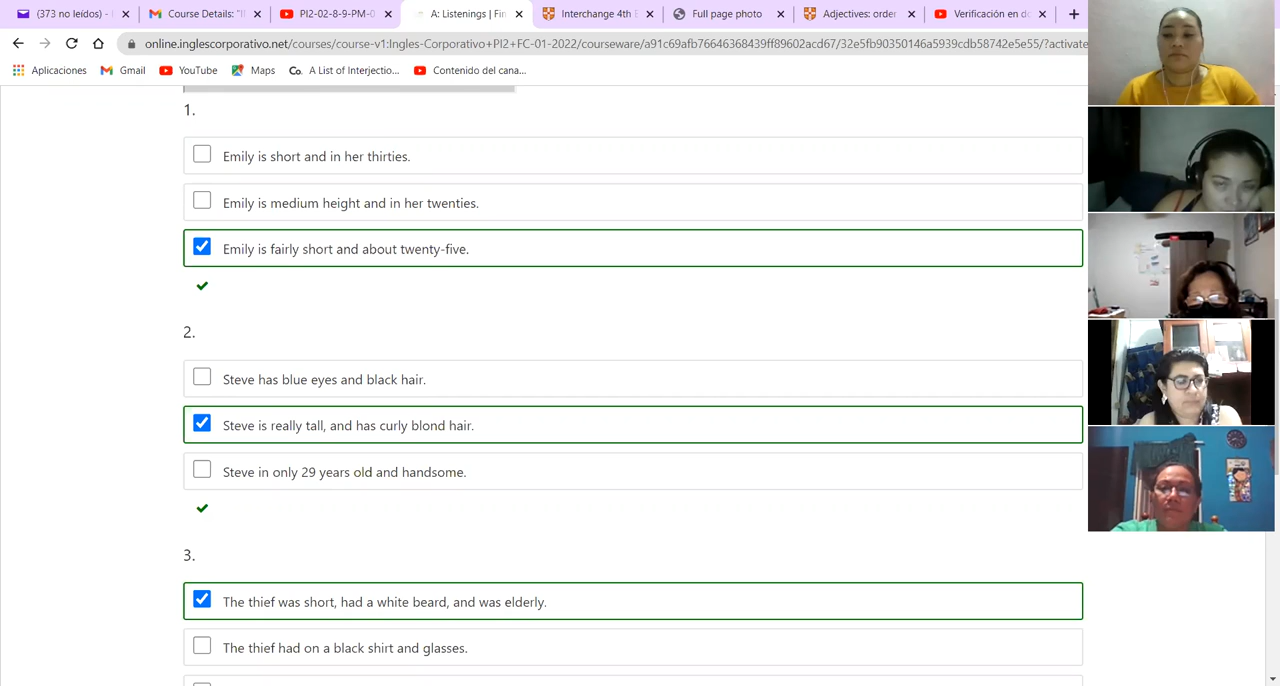 (373 no leídos) -
Course Details: "I
PI2-02-8-9-PM-0
A: Listenings | Fin
Interchange 4th E
Full page photo
Adjectives: order
Verificación en do
online.inglescorporativo.net/courses/course-v1:Ingles-Corporativo+PI2+FC-01-2022/courseware/a91c69afb76646368439ff89602acd67/32e5fb90350146a5939cdb58742e5e55/?activate
Aplicaciones
Gmail
YouTube
Maps
Co. A List of Interjectio...
Contenido del cana...
1.
Emily is short and in her thirties.
Emily is medium height and in her twenties.
Emily is fairly short and about twenty-five.
2.
Steve has blue eyes and black hair.
Steve is really tall, and has curly blond hair.
Steve in only 29 years old and handsome.
3.
The thief was short, had a white beard, and was elderly.
The thief had on a black shirt and glasses.